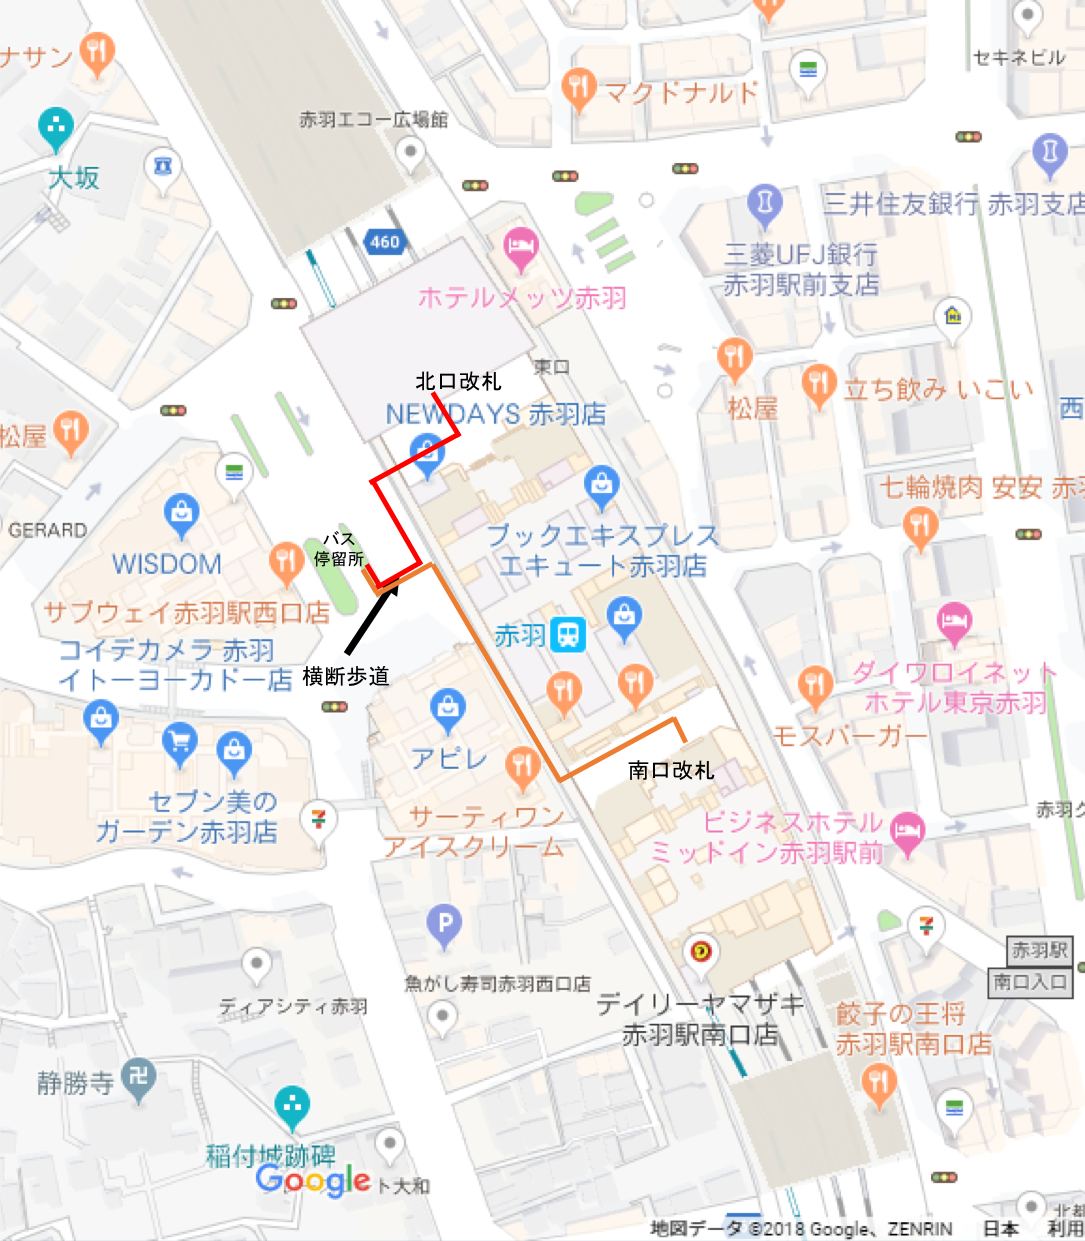 ナサン
セキネビル
マクドナルド
赤羽エコー広場館
大坂
三井住友銀行 赤羽支店
460
三菱UFJ銀行
赤羽駅前支店
ホテルメッツ赤羽
東口
北口改札
NEWDAYS 赤羽店
立ち飲み いこい
松屋
西
松屋
七輪焼肉 安安 赤羽
GERARD
WISDOM
ブックエキスプレス
エキュート赤羽店
バス
停留所
サブウェイ赤羽駅西口店
赤羽
コイデカメラ 赤羽
イトーヨーカドー店
横断歩道
ダイワロイネット
ホテル東京赤羽
モスバーガー
アピレ
南口改札
セブン美の
ガーデン赤羽店
サーティワン
アイスクリーム
赤羽ク
ビジネスホテル
ミッドイン赤羽駅前
P
赤羽駅
南口入口
魚がし寿司赤羽西口店
ディアシティ赤羽
デイリーヤマザキ
赤羽駅南口店
餃子の王将
赤羽駅南口店
静勝寺
稲付城跡碑
Google
ト大和
北都
地図データ ©2018 Google、ZENRIN 日本 利用